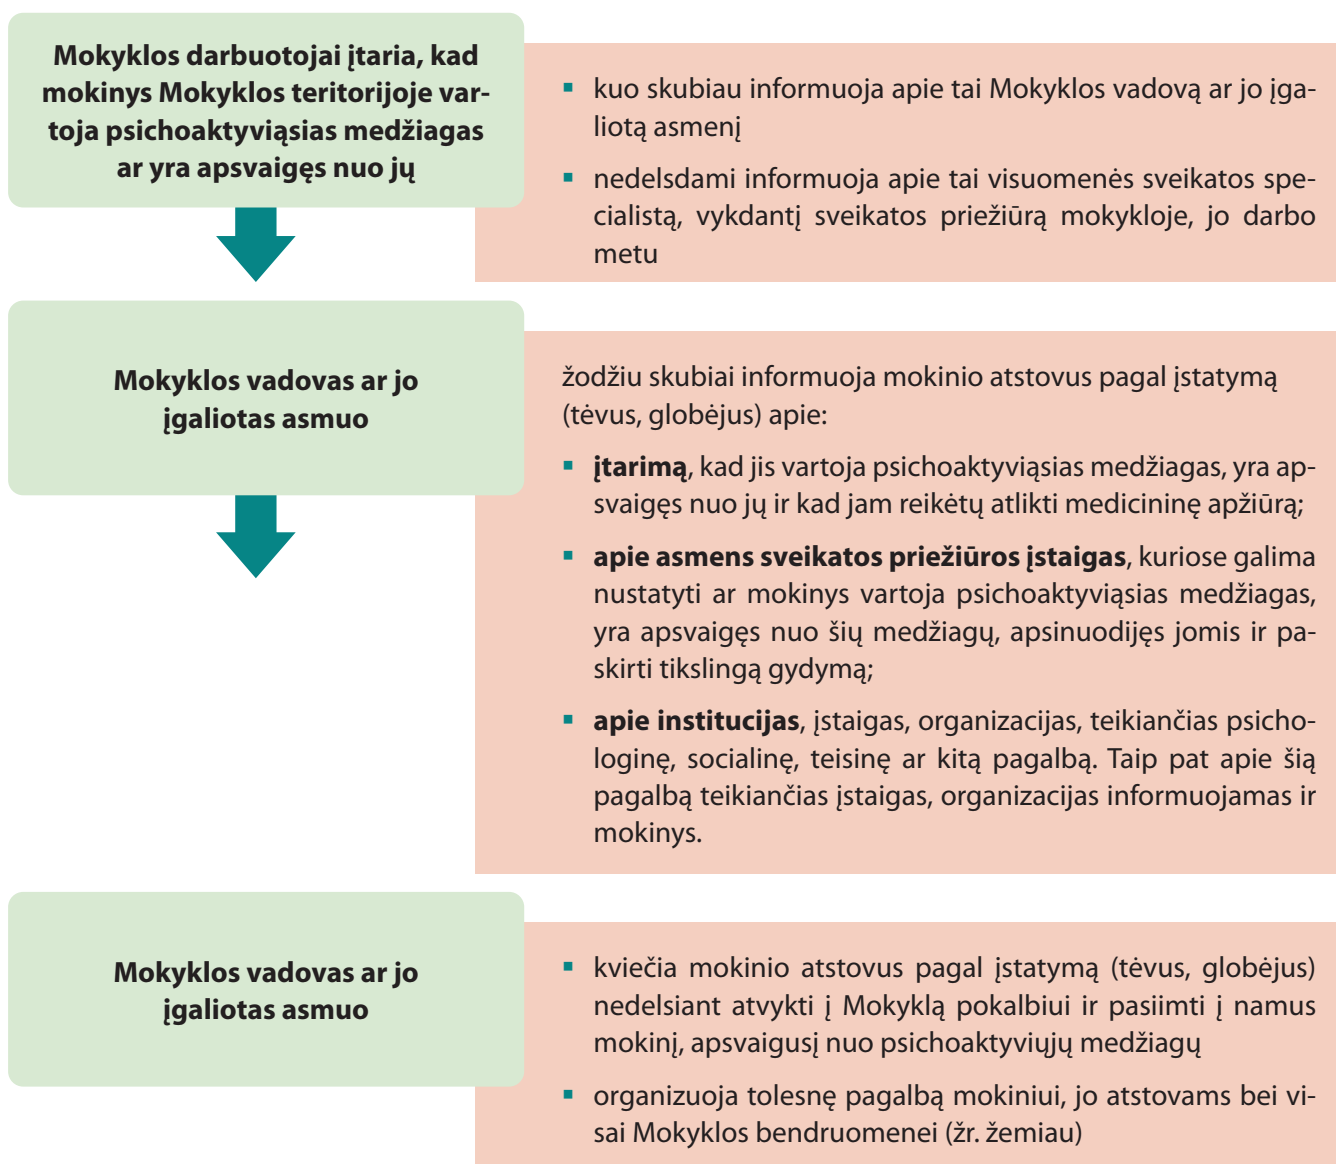 Mokyklos darbuotojai įtaria, kad
mokinys Mokyklos teritorijoje var-
toja psichoaktyviąsias medžiagas
ar yra apsvaigęs nuo jų
▪ kuo skubiau informuoja apie tai Mokyklos vadovą ar jo įga-
liotą asmenį
▪ nedelsdami informuoja apie tai visuomenės sveikatos spe-
cialistą, vykdantį sveikatos priežiūrą mokykloje, jo darbo
metu
Mokyklos vadovas ar jo
įgaliotas asmuo
žodžiu skubiai informuoja mokinio atstovus pagal įstatymą
(tėvus, globėjus) apie:
▪ įtarimą, kad jis vartoja psichoaktyviąsias medžiagas, yra ap-
svaigęs nuo jų ir kad jam reikėtų atlikti medicininę apžiūrą;
▪ apie asmens sveikatos priežiūros įstaigas, kuriose galima
nustatyti ar mokinys vartoja psichoaktyviąsias medžiagas,
yra apsvaigęs nuo šių medžiagų, apsinuodijęs jomis ir pa-
skirti tikslingą gydymą;
▪ apie institucijas, įstaigas, organizacijas, teikiančias psicho-
loginę, socialinę, teisinę ar kitą pagalbą. Taip pat apie šią
pagalbą teikiančias įstaigas, organizacijas informuojamas ir
mokinys.
Mokyklos vadovas ar jo
įgaliotas asmuo
▪ kviečia mokinio atstovus pagal įstatymą (tėvus, globėjus)
nedelsiant atvykti į Mokyklą pokalbiui ir pasiimti į namus
mokinį, apsvaigusį nuo psichoaktyviųjų medžiagų
▪ organizuoja tolesnę pagalbą mokiniui, jo atstovams bei vi-
sai Mokyklos bendruomenei (žr. žemiau)